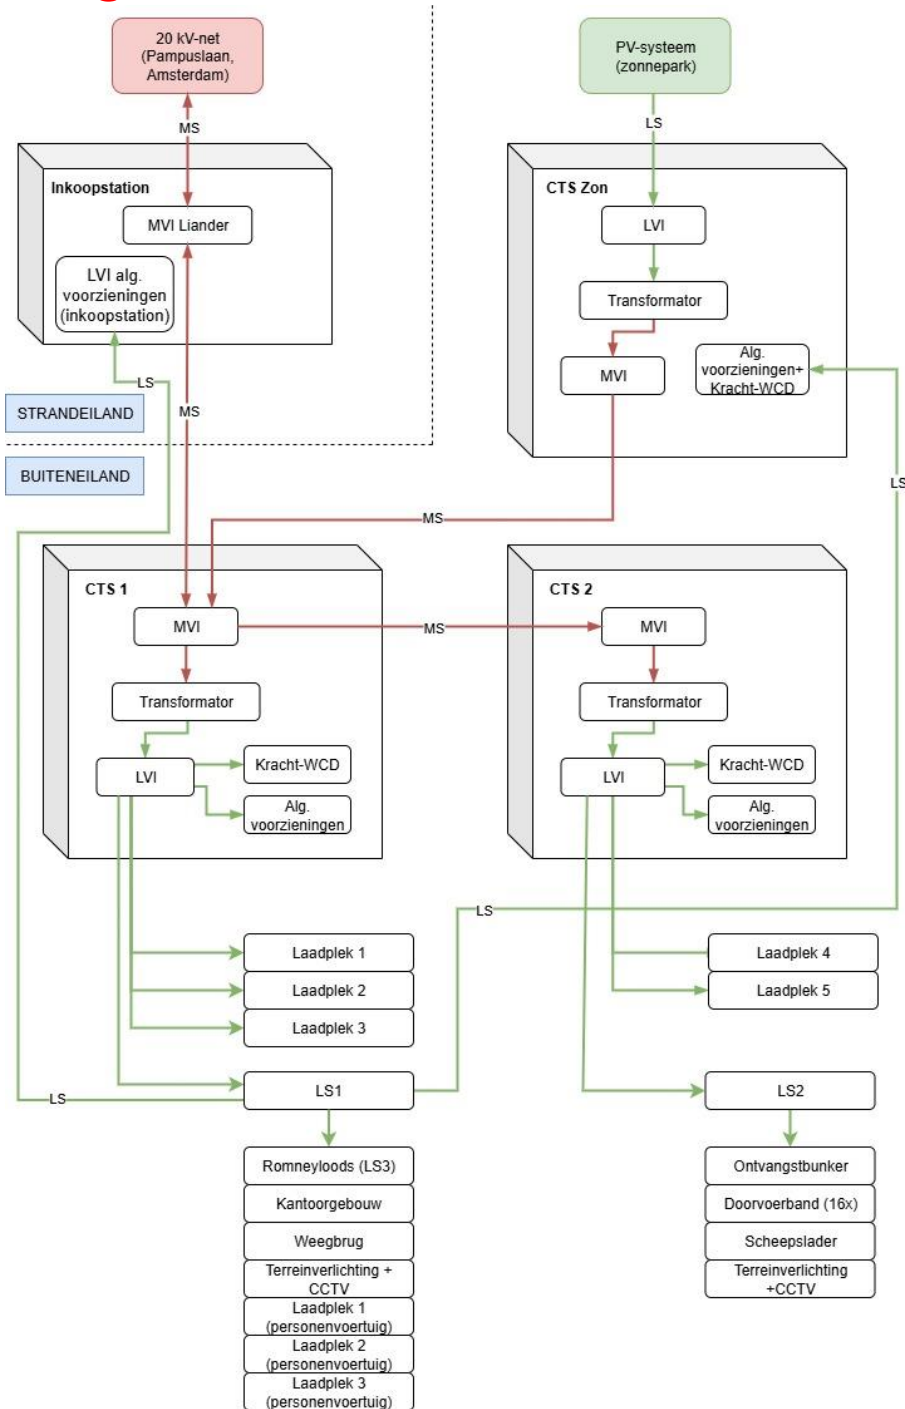 20 kV-net
(Pampuslaan,
Amsterdam)
PV-systeem
(zonnepark)
MS
LS
Inkoopstation
MVI Liander
LVI alg.
voorzieningen
(inkoopstation)
LS
MS
CTS Zon
LVI
Transformator
MVI
Alg.
voorzieningen+
Kracht-WCD
STRANDEILAND
BUITENEILAND
LS
MS
CTS 1
MVI
Transformator
LVI
Kracht-WCD
Alg.
voorzieningen
MS
CTS 2
MVI
Transformator
LVI
Kracht-WCD
Alg.
voorzieningen
LS
Laadplek 1
Laadplek 2
Laadplek 3
Laadplek 4
Laadplek 5
LS
LS1
LS2
Romneyloods (LS3)
Kantoorgebouw
Weegbrug
Terreinverlichting +
CCTV
Laadplek 1
(personenvoertuig)
Laadplek 2
(personenvoertuig)
Laadplek 3
(personenvoertuig)
Ontvangstbunker
Doorvoerband (16x)
Scheepslader
Terreinverlichting
+CCTV